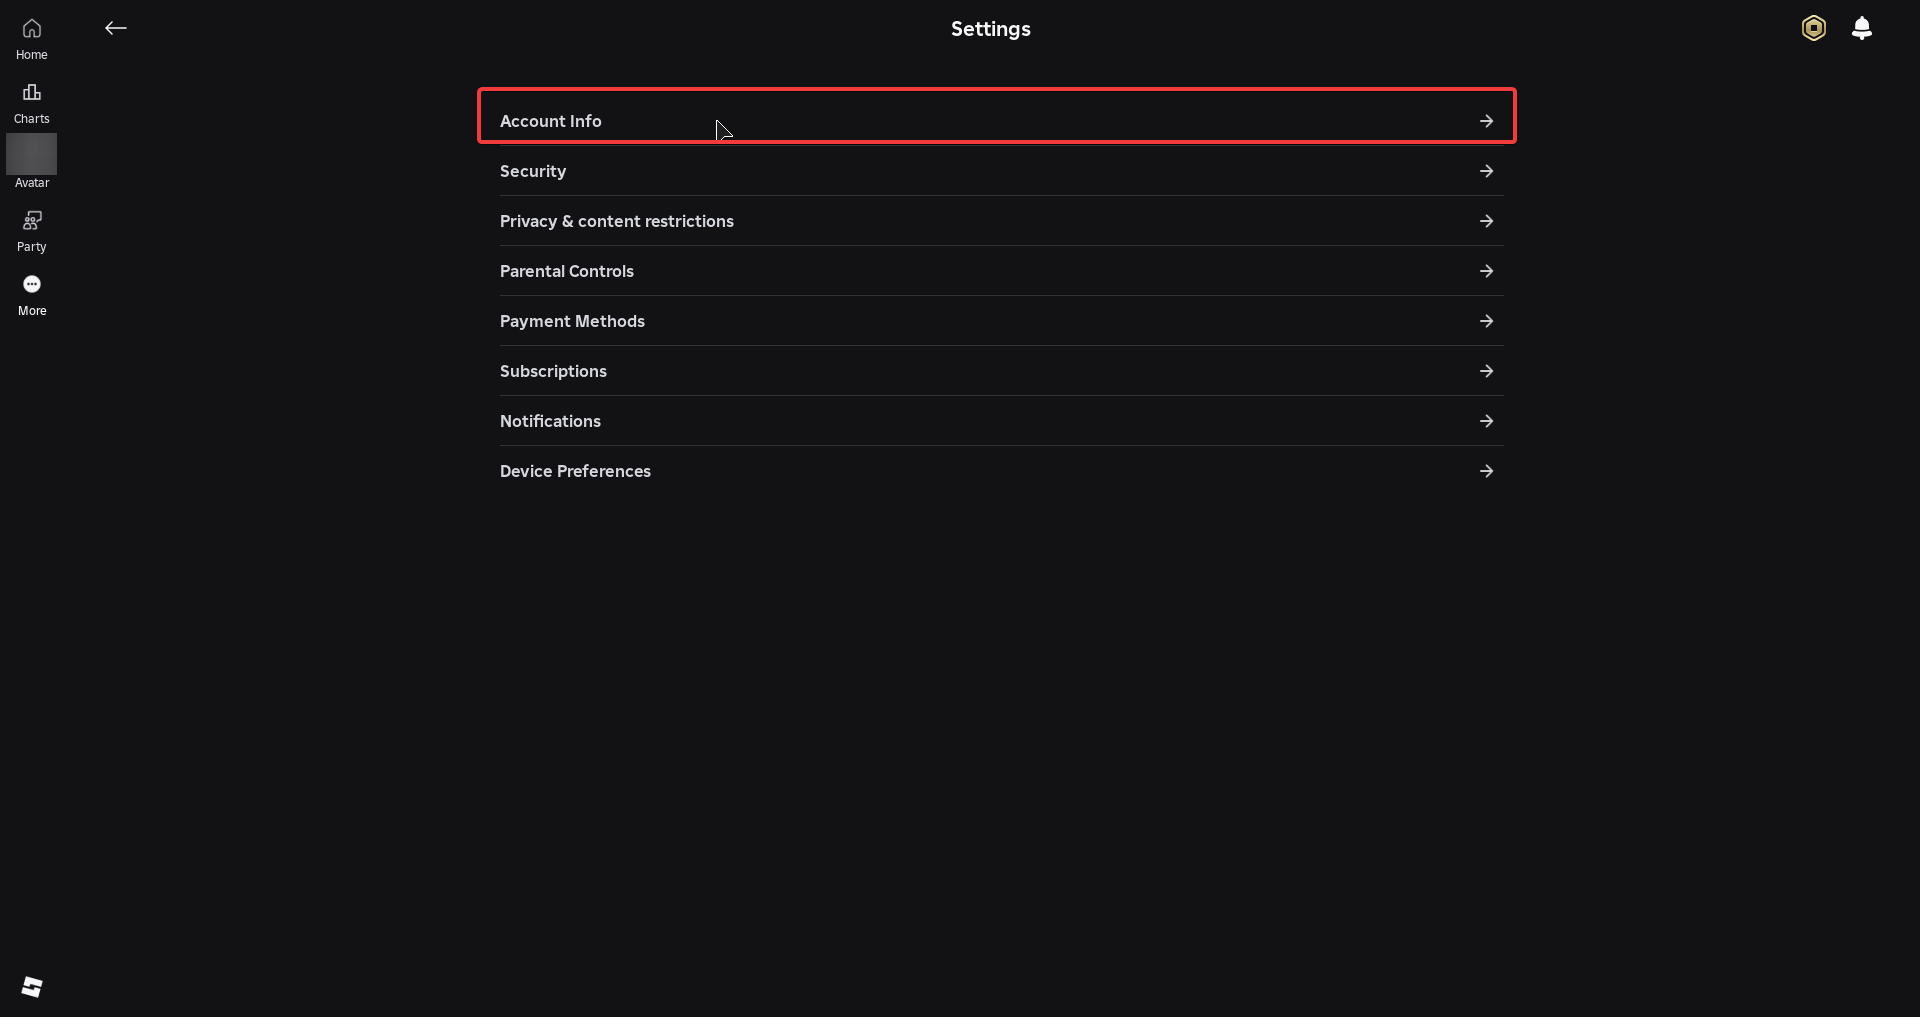 Settings
Home
Charts
Avatar
Party
More
Account Info
Security
Privacy & content restrictions
Parental Controls
Payment Methods
Subscriptions
Notifications
Device Preferences